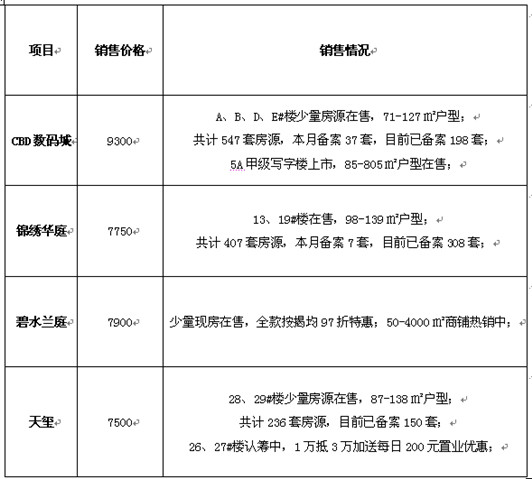 项目 销售价格 销售情况
CBD数码城 9300
A、B、D、E#楼少量房源在售，71-127㎡户型；
共计547套房源，本月备案37套，目前已备案198套；
5A甲级写字楼上市，85-805㎡户型在售；
锦绣华庭 7750
13、19#楼在售，98-139㎡户型；
共计407套房源，本月备案7套，目前已备案308套；
碧水兰庭 7900 少量现房在售，全款按揭均97折特惠；50-4000㎡商铺热销中；
天玺 7500
28、29#楼少量房源在售，87-138㎡户型；
共计236套房源，目前已备案150套；
26、27#楼认筹中，1万抵3万加送每日200元置业优惠；